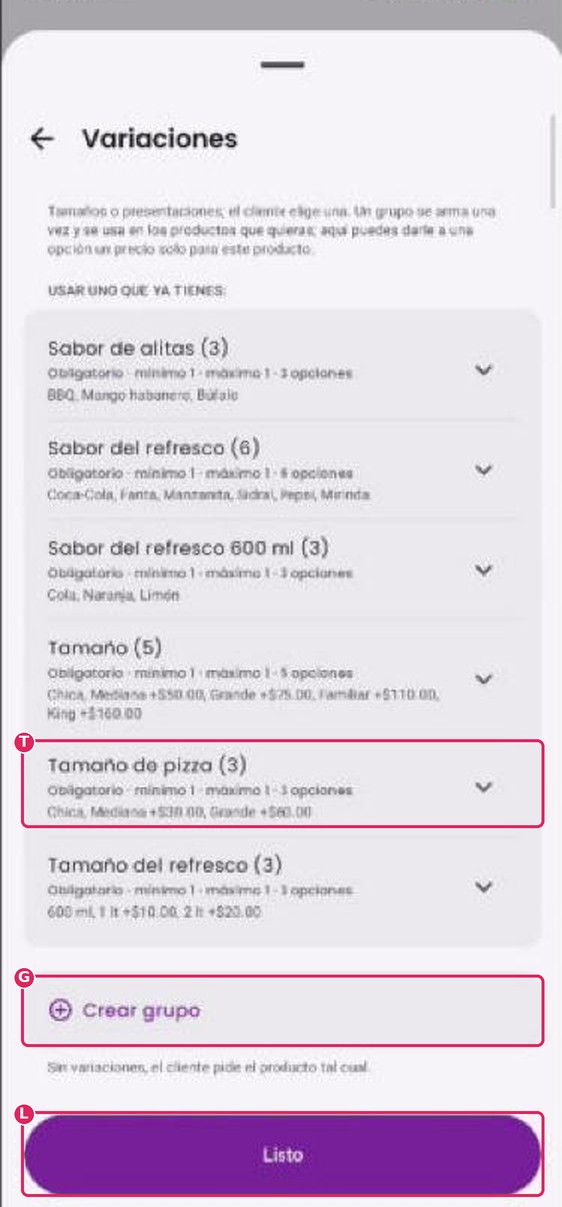 Variaciones
Tamaños o presentaciones; el cliente elige una. Un grupo se arma una
vez y se usa en los productos que quieras; aquí puedes darle a una
opción un precio solo para este producto.
USAR UNO QUE YA TIENES:
Sabor de alitas (3)
Obligatorio · mínimo 1 · máximo 1 · 3 opciones
BBQ, Mango habanero, Búfalo
Sabor del refresco (6)
Obligatorio · mínimo 1 · máximo 1 · 6 opciones
Coca-Cola, Fanta, Manzanita, Sidral, Pepsi, Mirinda
Sabor del refresco 600 ml (3)
Obligatorio · mínimo 1 · máximo 1 · 3 opciones
Cola, Naranja, Limón
Tamaño (5)
Obligatorio · mínimo 1 · máximo 1 · 5 opciones
Chica, Mediana +$50.00, Grande +$75.00, Familiar +$110.00,
King +$160.00
T
Tamaño de pizza (3)
Obligatorio · mínimo 1 · máximo 1 · 3 opciones
Chica, Mediana +$30.00, Grande +$60.00
Tamaño del refresco (3)
Obligatorio · mínimo 1 · máximo 1 · 3 opciones
600 ml, 1 lt +$10.00, 2 lt +$20.00
G
Crear grupo
Sin variaciones, el cliente pide el producto tal cual.
L
Listo